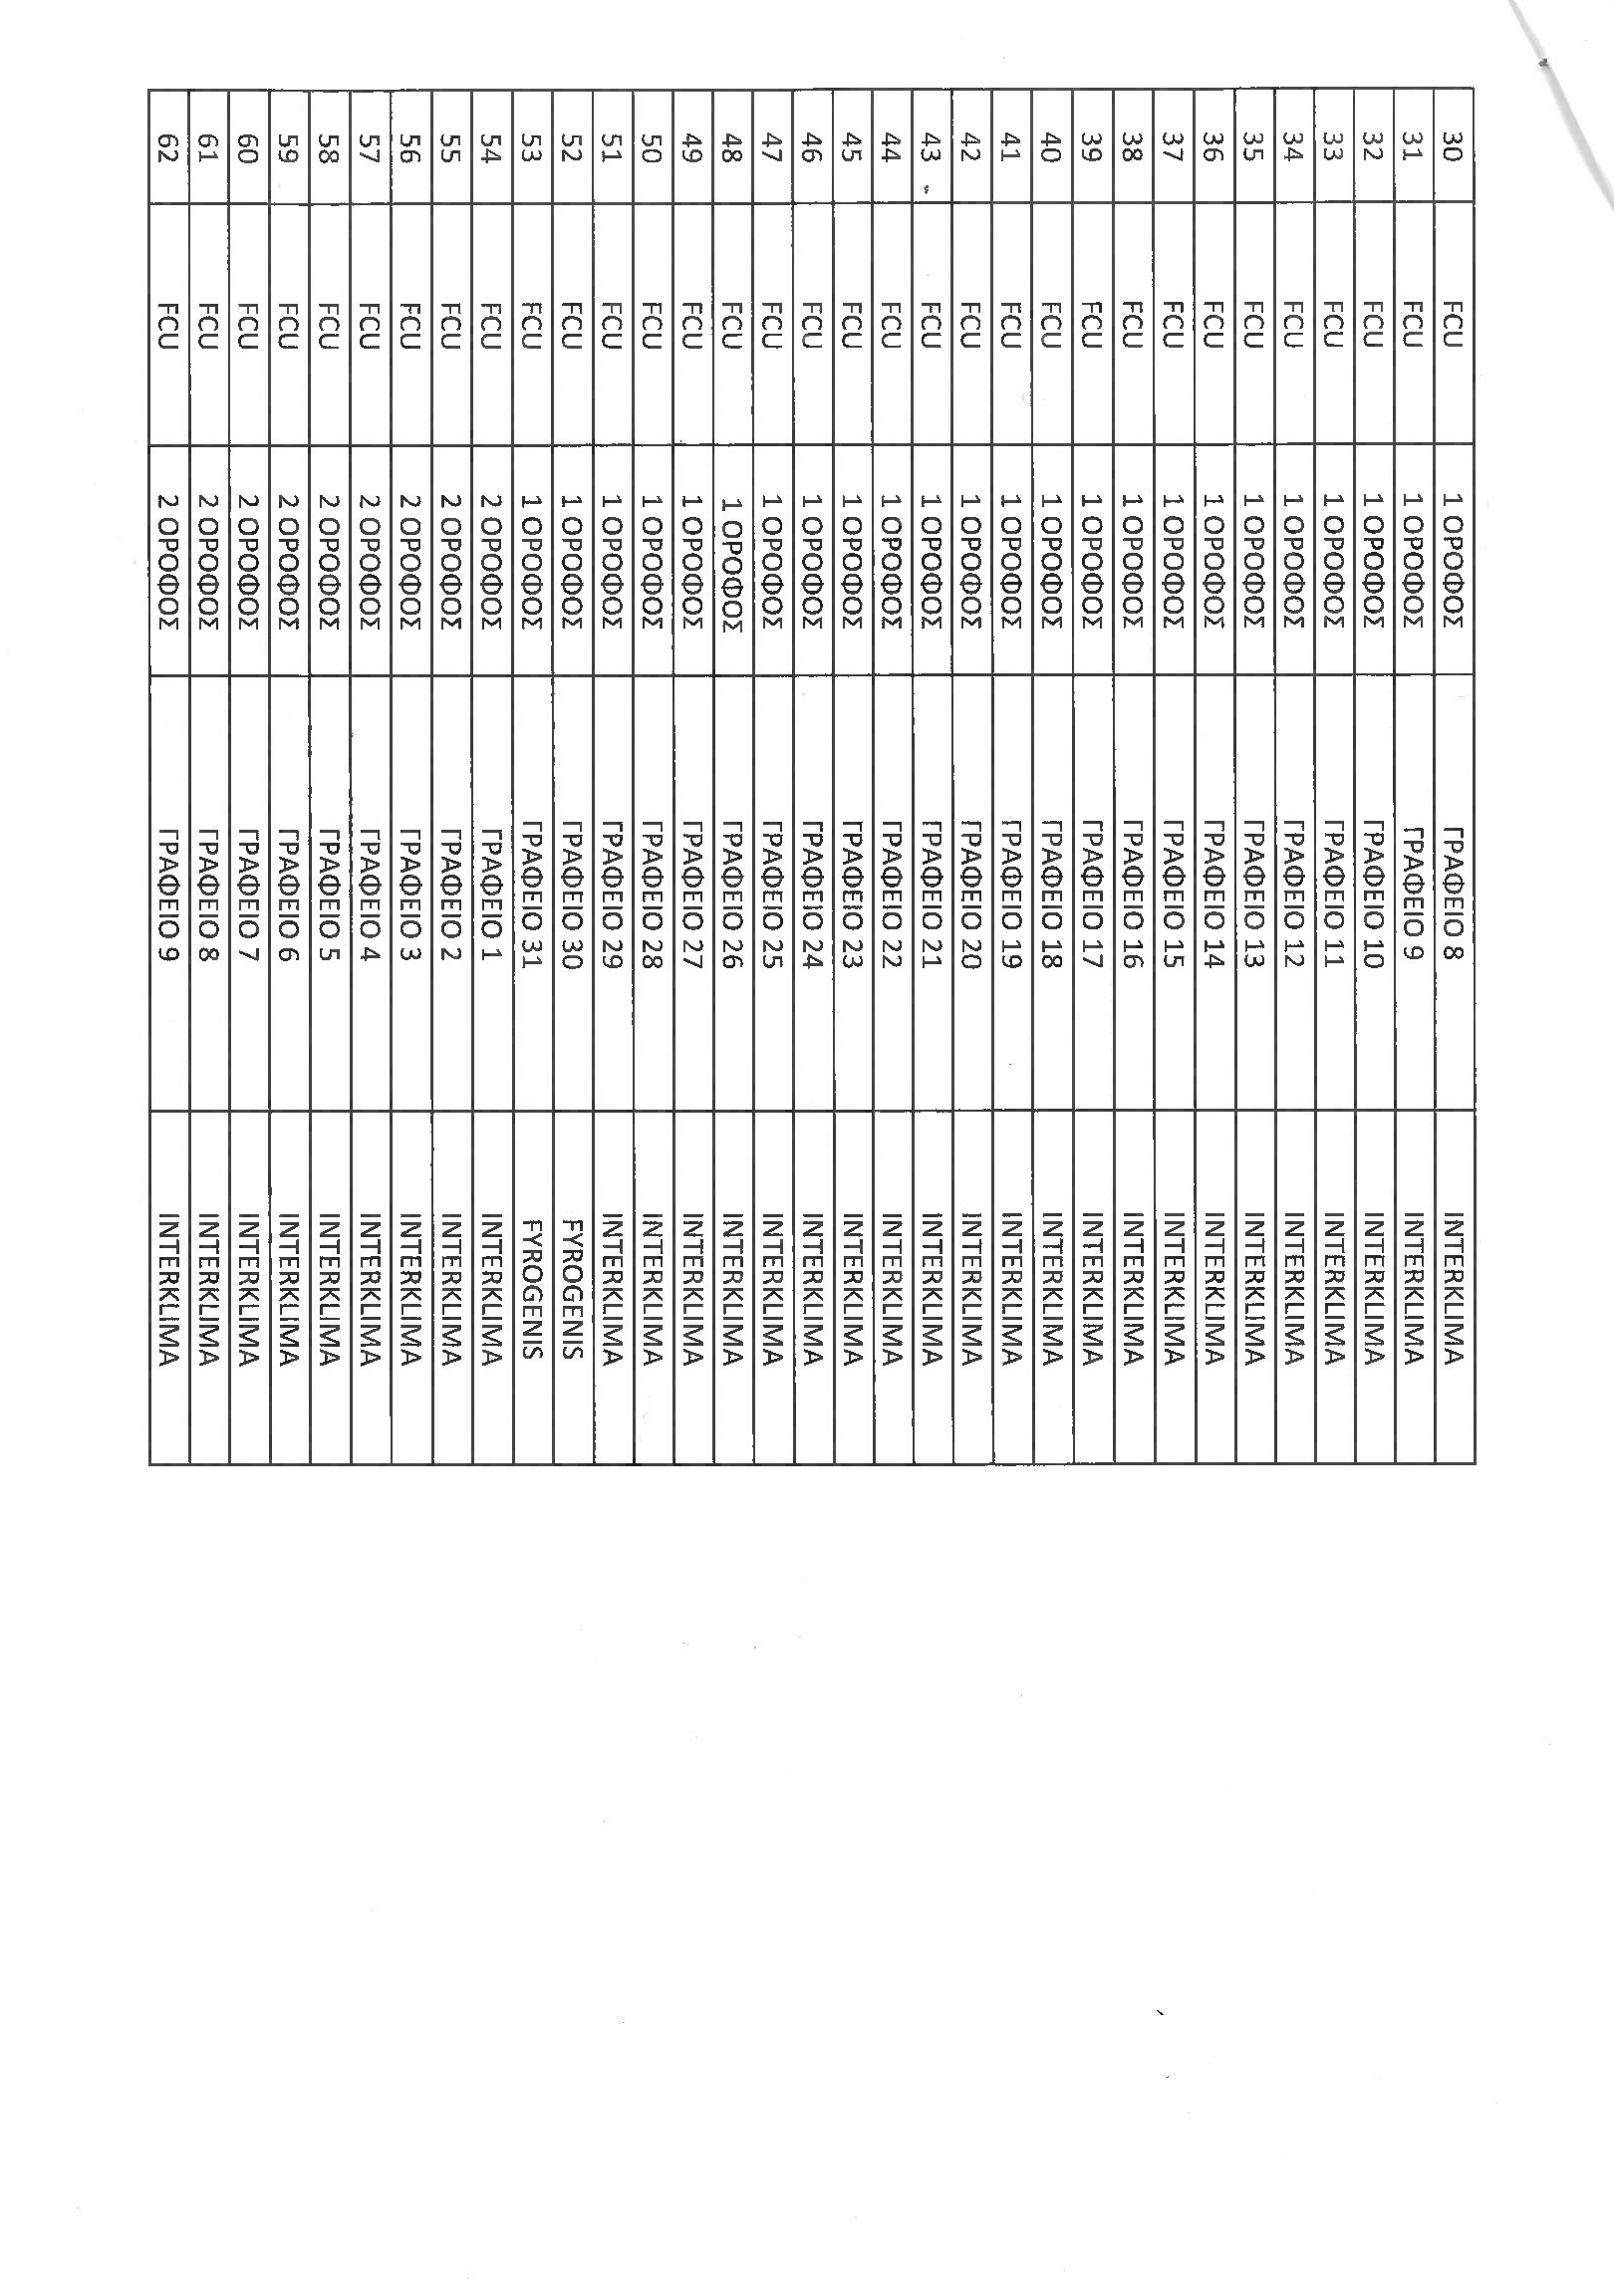 30 FCU 1 ΟΡΟΦΟΣ ΓΡΑΦΕΙΟ 8 INTERKLIMA
31 FCU 1 ΟΡΟΦΟΣ ΓΡΑΦΕΙΟ 9 INTERKLIMA
32 FCU 1 ΟΡΟΦΟΣ ΓΡΑΦΕΙΟ 10 INTERKLIMA
33 FCU 1 ΟΡΟΦΟΣ ΓΡΑΦΕΙΟ 11 INTERKLIMA
34 FCU 1 ΟΡΟΦΟΣ ΓΡΑΦΕΙΟ 12 INTERKLIMA
35 FCU 1 ΟΡΟΦΟΣ ΓΡΑΦΕΙΟ 13 INTERKLIMA
36 FCU 1 ΟΡΟΦΟΣ ΓΡΑΦΕΙΟ 14 INTERKLIMA
37 FCU 1 ΟΡΟΦΟΣ ΓΡΑΦΕΙΟ 15 INTERKLIMA
38 FCU 1 ΟΡΟΦΟΣ ΓΡΑΦΕΙΟ 16 INTERKLIMA
39 FCU 1 ΟΡΟΦΟΣ ΓΡΑΦΕΙΟ 17 INTERKLIMA
40 FCU 1 ΟΡΟΦΟΣ ΓΡΑΦΕΙΟ 18 INTERKLIMA
41 FCU 1 ΟΡΟΦΟΣ ΓΡΑΦΕΙΟ 19 INTERKLIMA
42 FCU 1 ΟΡΟΦΟΣ ΓΡΑΦΕΙΟ 20 INTERKLIMA
43 FCU 1 ΟΡΟΦΟΣ ΓΡΑΦΕΙΟ 21 INTERKLIMA
44 FCU 1 ΟΡΟΦΟΣ ΓΡΑΦΕΙΟ 22 INTERKLIMA
45 FCU 1 ΟΡΟΦΟΣ ΓΡΑΦΕΙΟ 23 INTERKLIMA
46 FCU 1 ΟΡΟΦΟΣ ΓΡΑΦΕΙΟ 24 INTERKLIMA
47 FCU 1 ΟΡΟΦΟΣ ΓΡΑΦΕΙΟ 25 INTERKLIMA
48 FCU 1 ΟΡΟΦΟΣ ΓΡΑΦΕΙΟ 26 INTERKLIMA
49 FCU 1 ΟΡΟΦΟΣ ΓΡΑΦΕΙΟ 27 INTERKLIMA
50 FCU 1 ΟΡΟΦΟΣ ΓΡΑΦΕΙΟ 28 INTERKLIMA
51 FCU 1 ΟΡΟΦΟΣ ΓΡΑΦΕΙΟ 29 INTERKLIMA
52 FCU 1 ΟΡΟΦΟΣ ΓΡΑΦΕΙΟ 30 FYROGENIS
53 FCU 1 ΟΡΟΦΟΣ ΓΡΑΦΕΙΟ 31 FYROGENIS
54 FCU 2 ΟΡΟΦΟΣ ΓΡΑΦΕΙΟ 1 INTERKLIMA
55 FCU 2 ΟΡΟΦΟΣ ΓΡΑΦΕΙΟ 2 INTERKLIMA
56 FCU 2 ΟΡΟΦΟΣ ΓΡΑΦΕΙΟ 3 INTERKLIMA
57 FCU 2 ΟΡΟΦΟΣ ΓΡΑΦΕΙΟ 4 INTERKLIMA
58 FCU 2 ΟΡΟΦΟΣ ΓΡΑΦΕΙΟ 5 INTERKLIMA
59 FCU 2 ΟΡΟΦΟΣ ΓΡΑΦΕΙΟ 6 INTERKLIMA
60 FCU 2 ΟΡΟΦΟΣ ΓΡΑΦΕΙΟ 7 INTERKLIMA
61 FCU 2 ΟΡΟΦΟΣ ΓΡΑΦΕΙΟ 8 INTERKLIMA
62 FCU 2 ΟΡΟΦΟΣ ΓΡΑΦΕΙΟ 9 INTERKLIMA